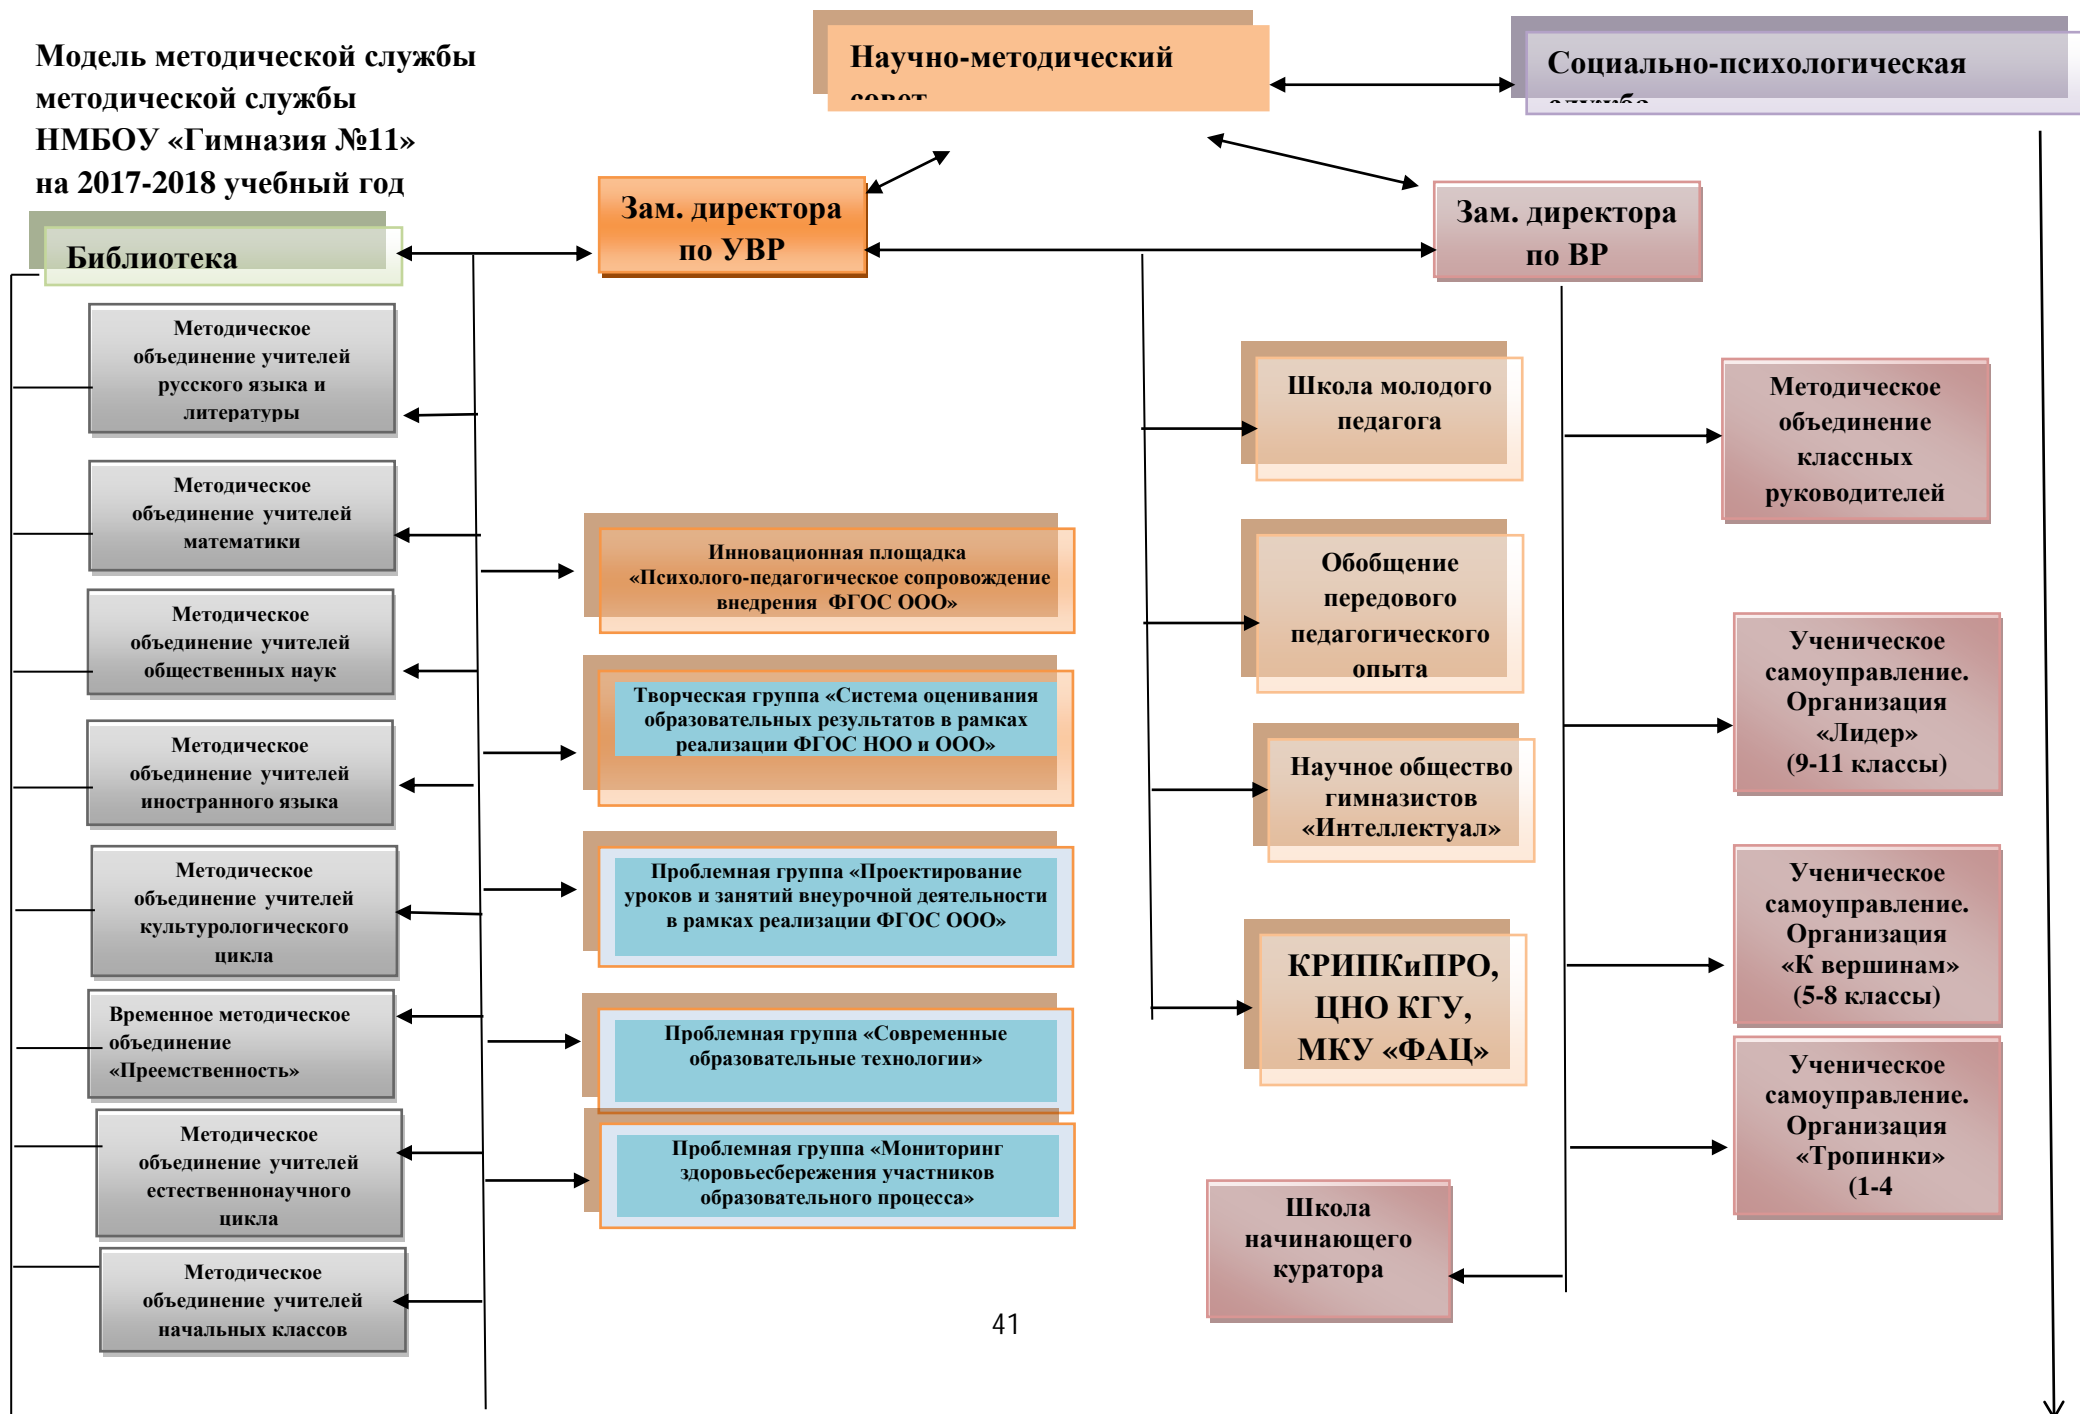 Модель методической службы
методической службы
НМБОУ «Гимназия №11»
на 2017-2018 учебный год
Научно-методический
совет
Социально-психологическая
служба
Зам. директора
по УВР
Зам. директора
по ВР
Библиотека
Методическое
объединение учителей
русского языка и
литературы
Методическое
объединение учителей
математики
Методическое
объединение учителей
общественных наук
Методическое
объединение учителей
иностранного языка
Методическое
объединение учителей
культурологического
цикла
Временное методическое
объединение
«Преемственность»
Методическое
объединение учителей
естественнонаучного
цикла
Методическое
объединение учителей
начальных классов
Инновационная площадка
«Психолого-педагогическое сопровождение
внедрения ФГОС ООО»
Творческая группа «Система оценивания
образовательных результатов в рамках
реализации ФГОС НОО и ООО»
Проблемная группа «Проектирование
уроков и занятий внеурочной деятельности
в рамках реализации ФГОС ООО»
Проблемная группа «Современные
образовательные технологии»
Проблемная группа «Мониторинг
здоровьесбережения участников
образовательного процесса»
Школа молодого
педагога
Обобщение
передового
педагогического
опыта
Научное общество
гимназистов
«Интеллектуал»
КРИПКиПРО,
ЦНО КГУ,
МКУ «ФАЦ»
Школа
начинающего
куратора
Методическое
объединение
классных
руководителей
Ученическое
самоуправление.
Организация
«Лидер»
(9-11 классы)
Ученическое
самоуправление.
Организация
«К вершинам»
(5-8 классы)
Ученическое
самоуправление.
Организация
«Тропинки»
(1-4
41